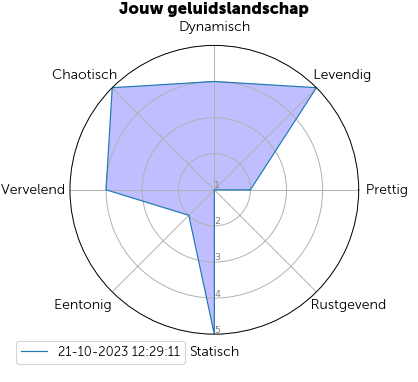 Jouw geluidslandschap
Dynamisch
Chaotisch
Levendig
Vervelend
1
Prettig
2
3
4
Eentonig
Rustgevend
5
21-10-2023 12:29:11
Statisch